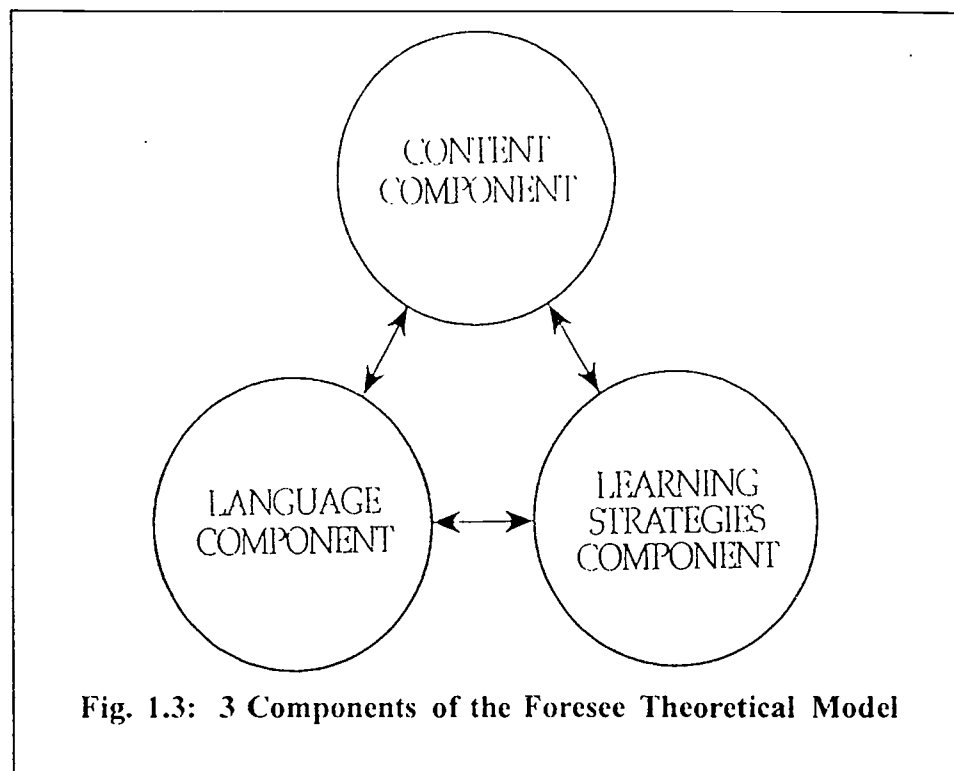 CONTENT
COMPONENT
LANGUAGE
COMPONENT
LEARNING
STRATEGIES
COMPONENT
Fig. 1.3: 3 Components of the Foresee Theoretical Model